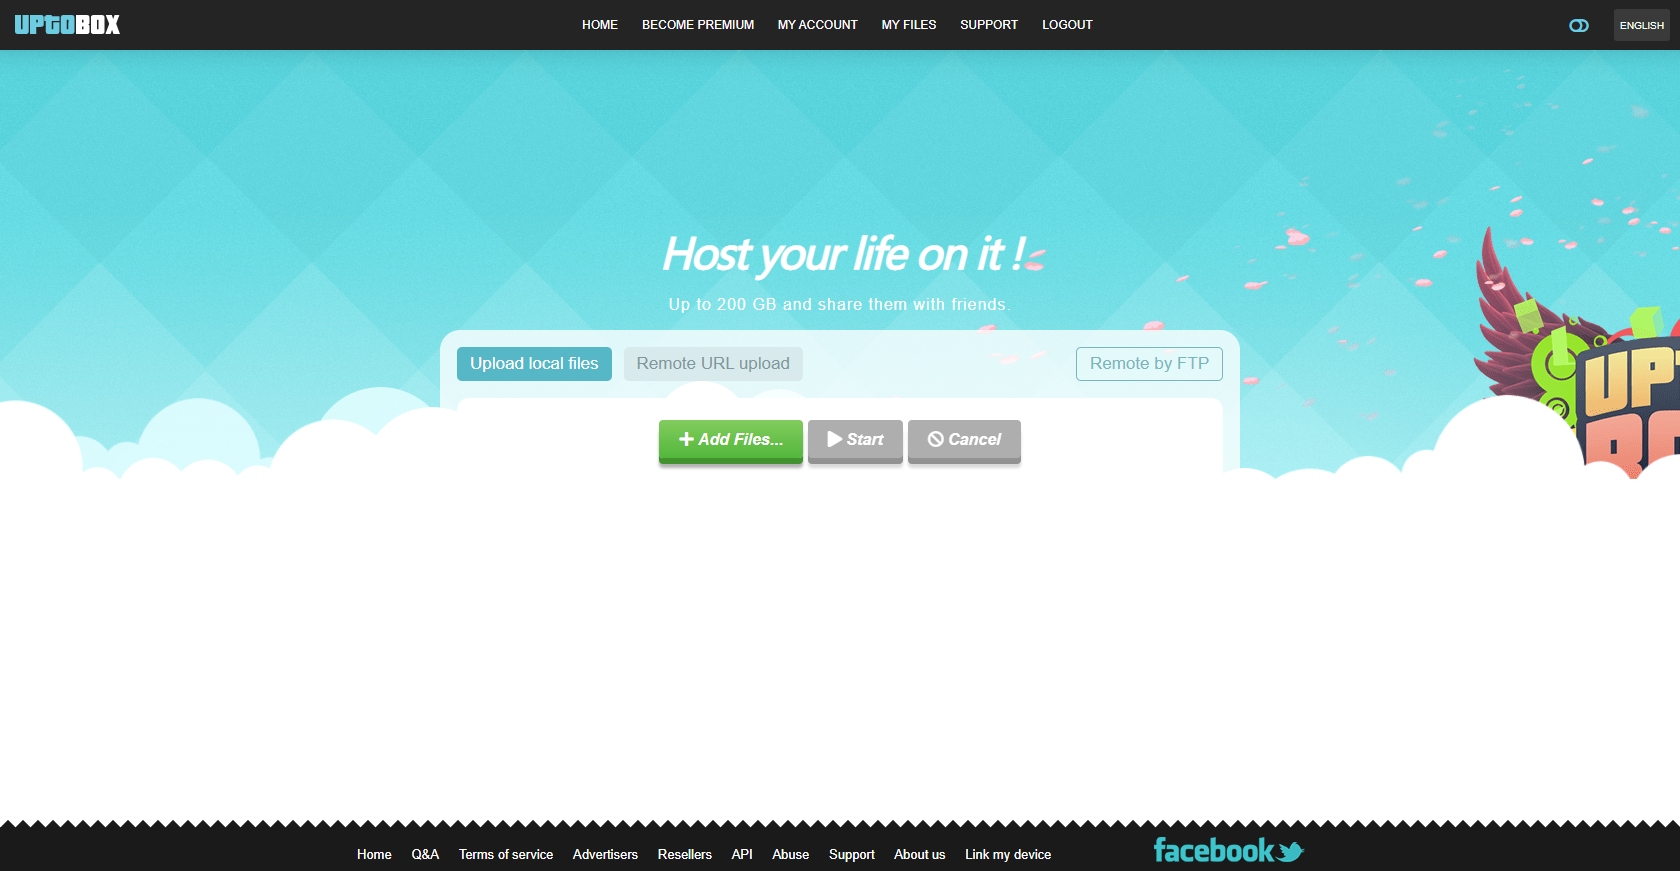 UPTOBOX
HOME BECOME PREMIUM MY ACCOUNT MY FILES SUPPORT LOGOUT
ENGLISH
Host your life on it !
Up to 200 GB and share them with friends.
Upload local files Remote URL upload Remote by FTP
Add Files... Start Cancel
UPT
BO
Home Q&A Terms of service Advertisers Resellers API Abuse Support About us Link my device
facebook